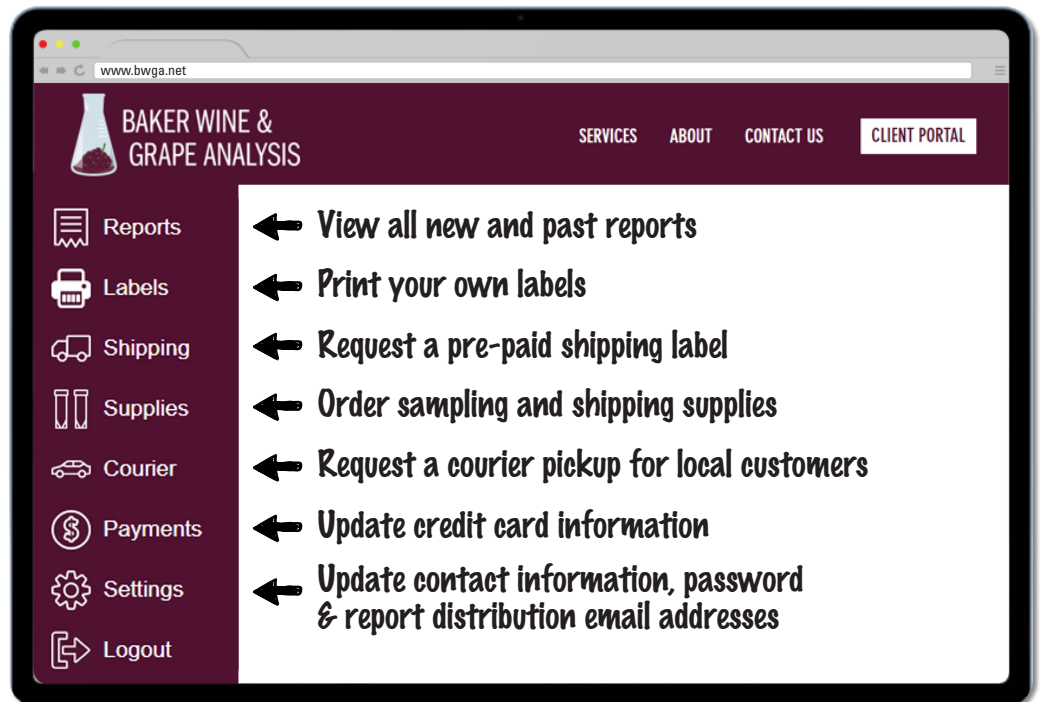 www.bwga.net
BAKER WINE &
GRAPE ANALYSIS
SERVICES ABOUT CONTACT US CLIENT PORTAL
Reports View all new and past reports
Labels Print your own labels
Shipping Request a pre-paid shipping label
Supplies Order sampling and shipping supplies
Courier Request a courier pickup for local customers
Payments Update credit card information
Settings Update contact information, password
& report distribution email addresses
Logout